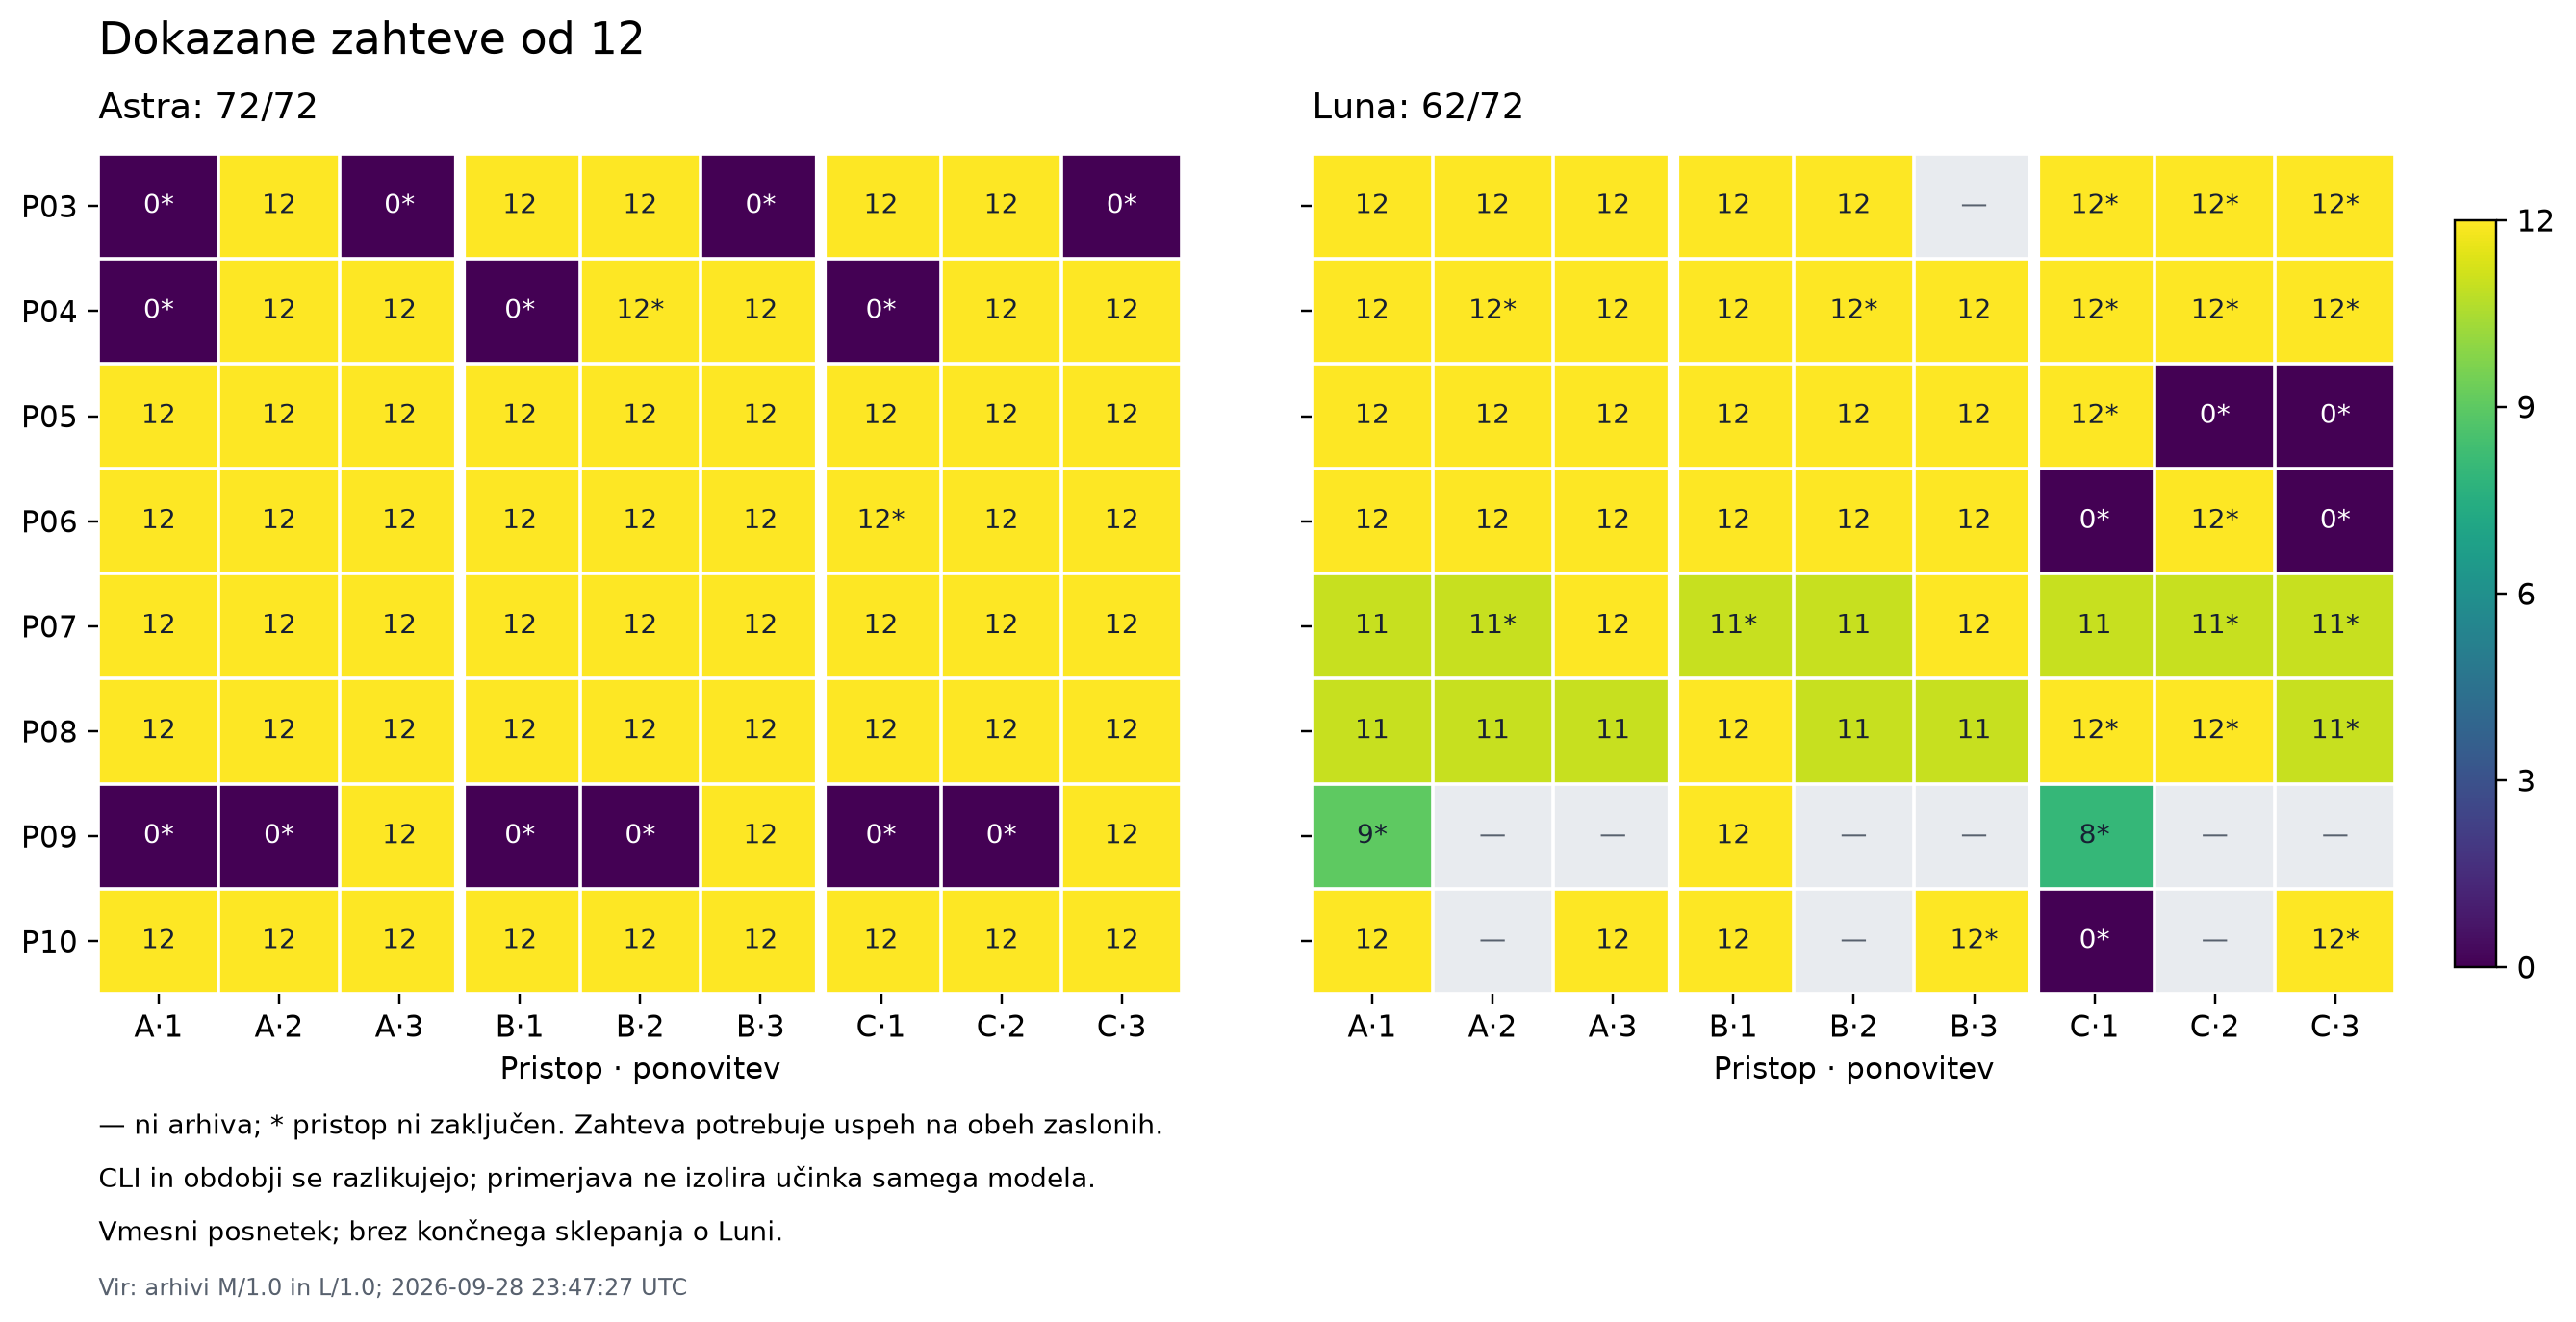 Dokazane zahteve od 12
Astra: 72/72
Luna: 62/72
P03 0* 12 0* 12 12 0* 12 12 0* 12 12 12 12 12 — 12* 12* 12*
P04 0* 12 12 0* 12* 12 0* 12 12 12 12* 12 12 12* 12 12* 12* 12*
P05 12 12 12 12 12 12 12 12 12 12 12 12 12 12 12 12* 0* 0*
P06 12 12 12 12 12 12 12* 12 12 12 12 12 12 12 12 0* 12* 0*
P07 12 12 12 12 12 12 12 12 12 11 11* 12 11* 11 12 11 11* 11*
P08 12 12 12 12 12 12 12 12 12 11 11 11 12 11 11 12* 12* 11*
P09 0* 0* 12 0* 0* 12 0* 0* 12 9* — — 12 — — 8* — —
P10 12 12 12 12 12 12 12 12 12 12 — 12 12 — 12* 0* — 12*
A·1 A·2 A·3 B·1 B·2 B·3 C·1 C·2 C·3 A·1 A·2 A·3 B·1 B·2 B·3 C·1 C·2 C·3
Pristop · ponovitev
Pristop · ponovitev
12
9
6
3
0
— ni arhiva; * pristop ni zaključen. Zahteva potrebuje uspeh na obeh zaslonih.
CLI in obdobji se razlikujejo; primerjava ne izolira učinka samega modela.
Vmesni posnetek; brez končnega sklepanja o Luni.
Vir: arhivi M/1.0 in L/1.0; 2026-09-28 23:47:27 UTC